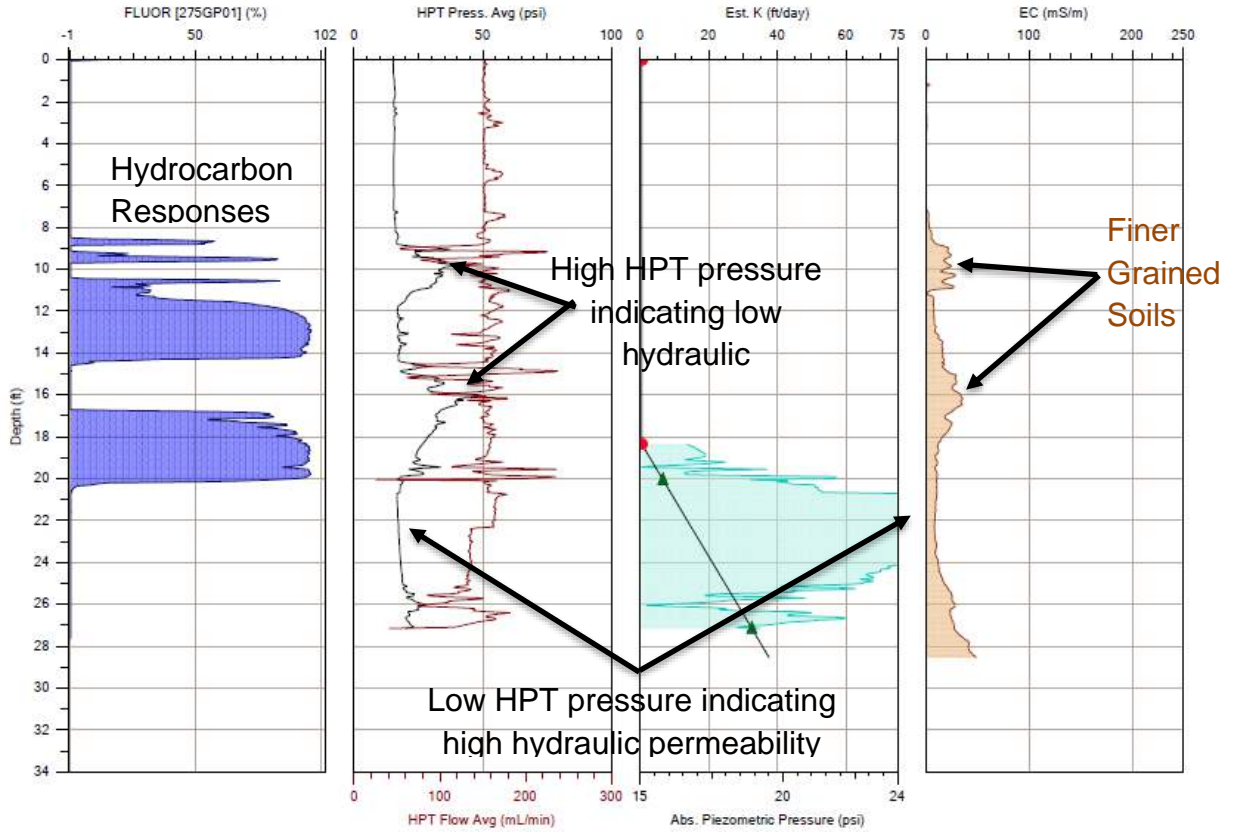 FLUOR [275GP01] (%)
HPT Press. Avg (psi)
Est. K (ft/day)
EC (mS/m)
-1 50 102
0 50 100
0 20 40 60 75
0 100 200 250
0
2
4
6
8
10
12
14
16
18
20
22
24
26
28
30
32
34
Depth (ft)
Hydrocarbon
Responses
High HPT pressure
indicating low
hydraulic
Finer
Grained
Soils
Low HPT pressure indicating
high hydraulic permeability
0 100 200 300
HPT Flow Avg (mL/min)
15 20 24
Abs. Piezometric Pressure (psi)